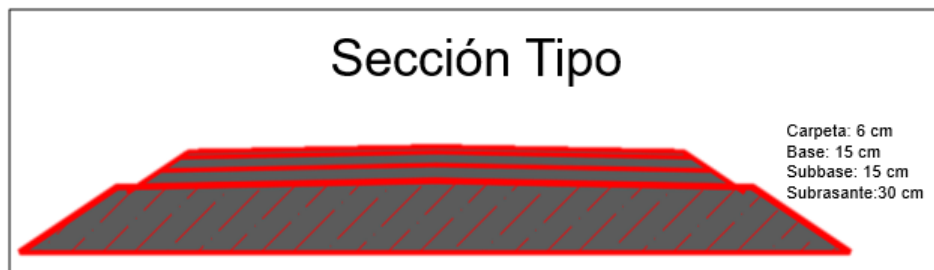 Sección Tipo
Carpeta: 6 cm
Base: 15 cm
Subbase: 15 cm
Subrasante:30 cm